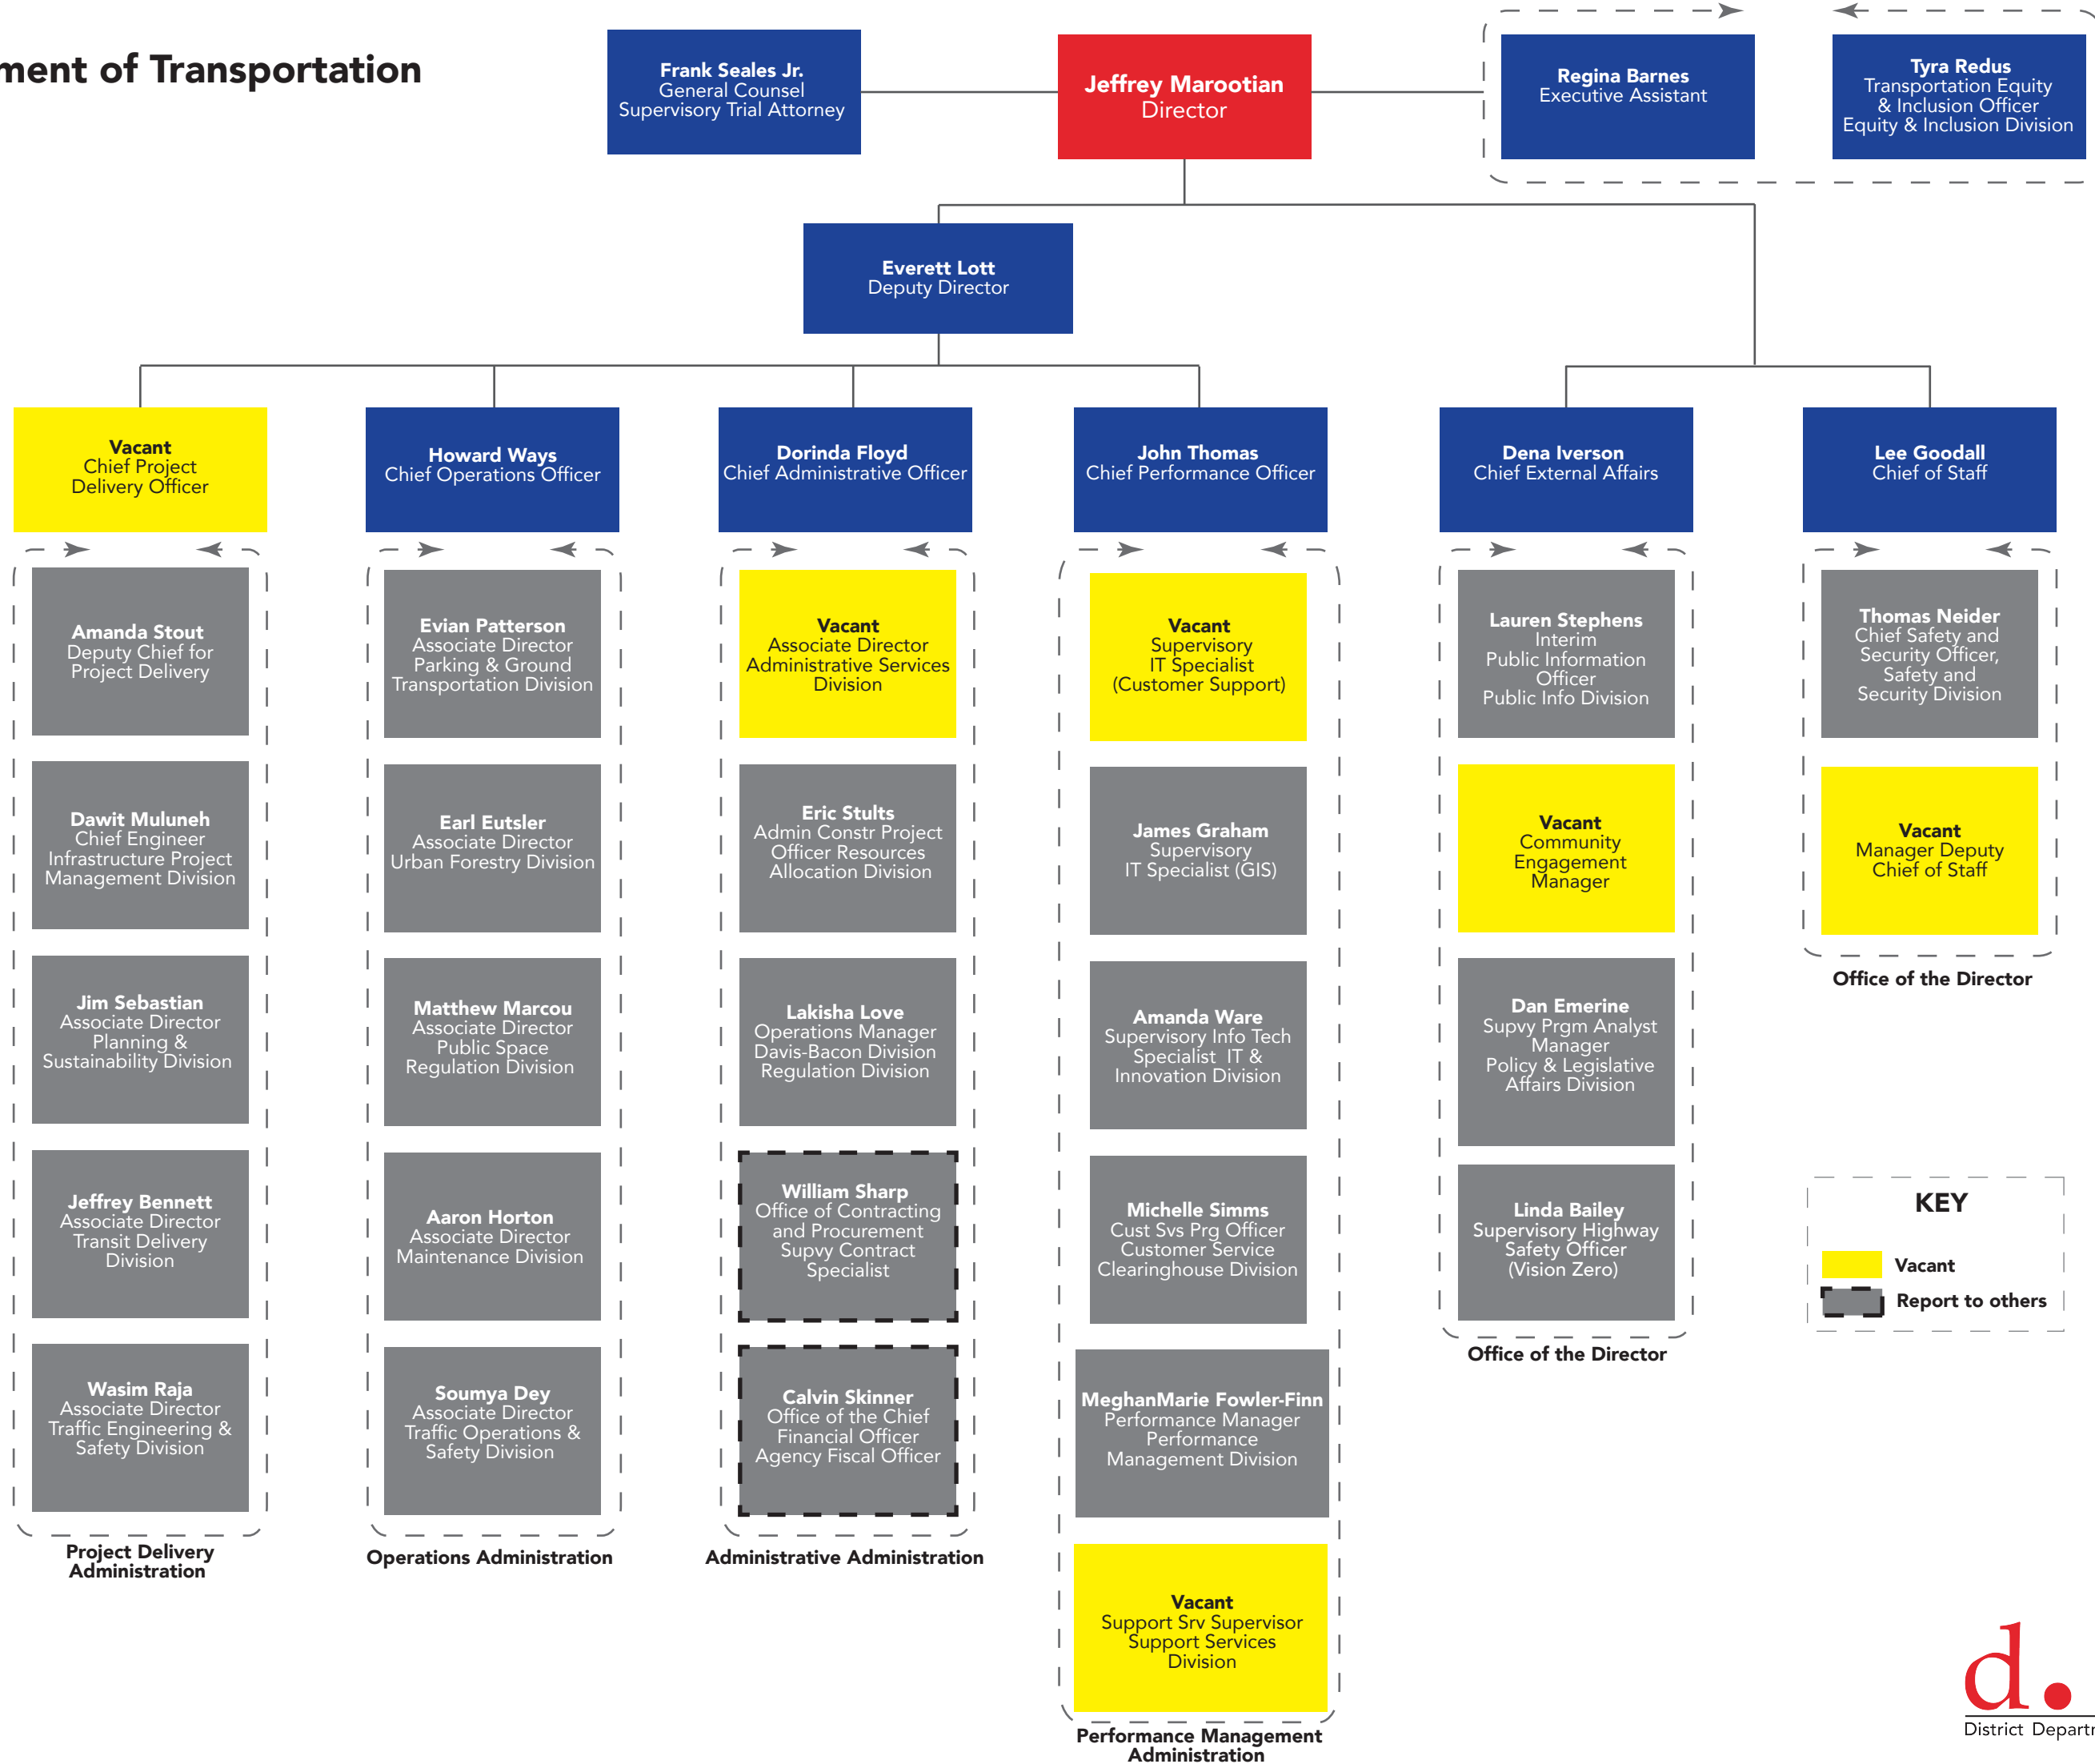 ment of Transportation
Frank Seales Jr.
General Counsel
Supervisory Trial Attorney
Jeffrey Marootian
Director
Regina Barnes
Executive Assistant
Tyra Redus
Transportation Equity
& Inclusion Officer
Equity & Inclusion Division
Everett Lott
Deputy Director
Vacant
Chief Project
Delivery Officer
Howard Ways
Chief Operations Officer
Dorinda Floyd
Chief Administrative Officer
John Thomas
Chief Performance Officer
Dena Iverson
Chief External Affairs
Lee Goodall
Chief of Staff
Amanda Stout
Deputy Chief for
Project Delivery
Dawit Muluneh
Chief Engineer
Infrastructure Project
Management Division
Jim Sebastian
Associate Director
Planning &
Sustainability Division
Jeffrey Bennett
Associate Director
Transit Delivery
Division
Wasim Raja
Associate Director
Traffic Engineering &
Safety Division
Project Delivery
Administration
Evian Patterson
Associate Director
Parking & Ground
Transportation Division
Earl Eutsler
Associate Director
Urban Forestry Division
Matthew Marcou
Associate Director
Public Space
Regulation Division
Aaron Horton
Associate Director
Maintenance Division
Soumya Dey
Associate Director
Traffic Operations &
Safety Division
Operations Administration
Vacant
Associate Director
Administrative Services
Division
Eric Stults
Admin Constr Project
Officer Resources
Allocation Division
Lakisha Love
Operations Manager
Davis-Bacon Division
Regulation Division
William Sharp
Office of Contracting
and Procurement
Supvy Contract
Specialist
Calvin Skinner
Office of the Chief
Financial Officer
Agency Fiscal Officer
Administrative Administration
Vacant
Supervisory
IT Specialist
(Customer Support)
James Graham
Supervisory
IT Specialist (GIS)
Amanda Ware
Supervisory Info Tech
Specialist IT &
Innovation Division
Michelle Simms
Cust Svs Prg Officer
Customer Service
Clearinghouse Division
MeghanMarie Fowler-Finn
Performance Manager
Performance
Management Division
Vacant
Support Srv Supervisor
Support Services
Division
Performance Management
Administration
Lauren Stephens
Interim
Public Information
Officer
Public Info Division
Vacant
Community
Engagement
Manager
Dan Emerine
Supvy Prgm Analyst
Manager
Policy & Legislative
Affairs Division
Linda Bailey
Supervisory Highway
Safety Officer
(Vision Zero)
Office of the Director
Thomas Neider
Chief Safety and
Security Officer,
Safety and
Security Division
Vacant
Manager Deputy
Chief of Staff
Office of the Director
KEY
Vacant
Report to others
d.
District Departm